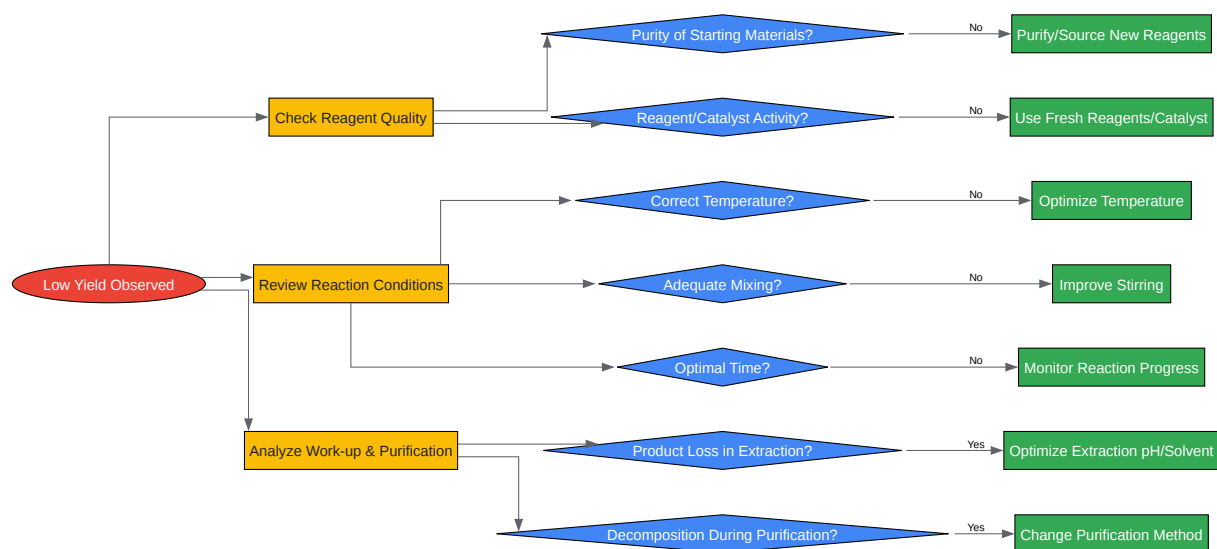 Purity of Starting Materials?
No
Purify/Source New Reagents
Check Reagent Quality
Reagent/Catalyst Activity?
No
Use Fresh Reagents/Catalyst
Correct Temperature?
No
Optimize Temperature
Low Yield Observed
Review Reaction Conditions
Adequate Mixing?
No
Improve Stirring
Optimal Time?
No
Monitor Reaction Progress
Analyze Work-up & Purification
Product Loss in Extraction?
Yes
Optimize Extraction pH/Solvent
Decomposition During Purification?
Yes
Change Purification Method